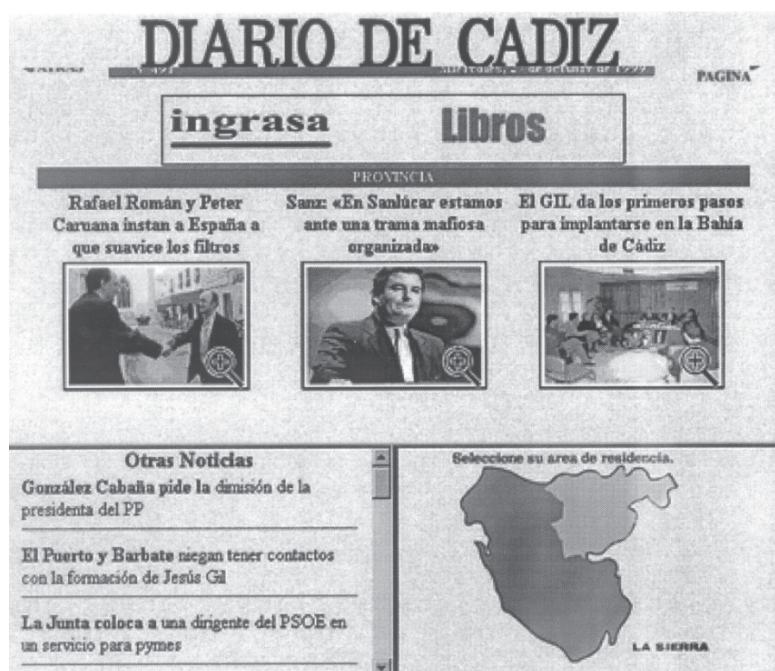 DIARIO DE CADIZ
PAGINA
ingrasa
Libros
PROVINCIA
Rafael Román y Peter
Caruana instan a España a
que suavice los filtros
Sanz: «En Sanlúcar estamos
ante una trama mafiosa
organizada»
El GIL da los primeros pasos
para implantarse en la Bahía
de Cádiz
Otras Noticias
González Cabaña pide la dimisión de la
presidenta del PP
El Puerto y Barbate niegan tener contactos
con la formación de Jesús Gil
La Junta coloca a una dirigente del PSOE en
un servicio para pymes
Seleccione su area de residencia.
LA SIERRA